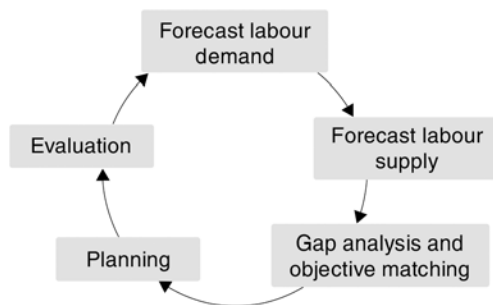 Forecast labour
demand
Forecast labour
supply
Gap analysis and
objective matching
Planning
Evaluation